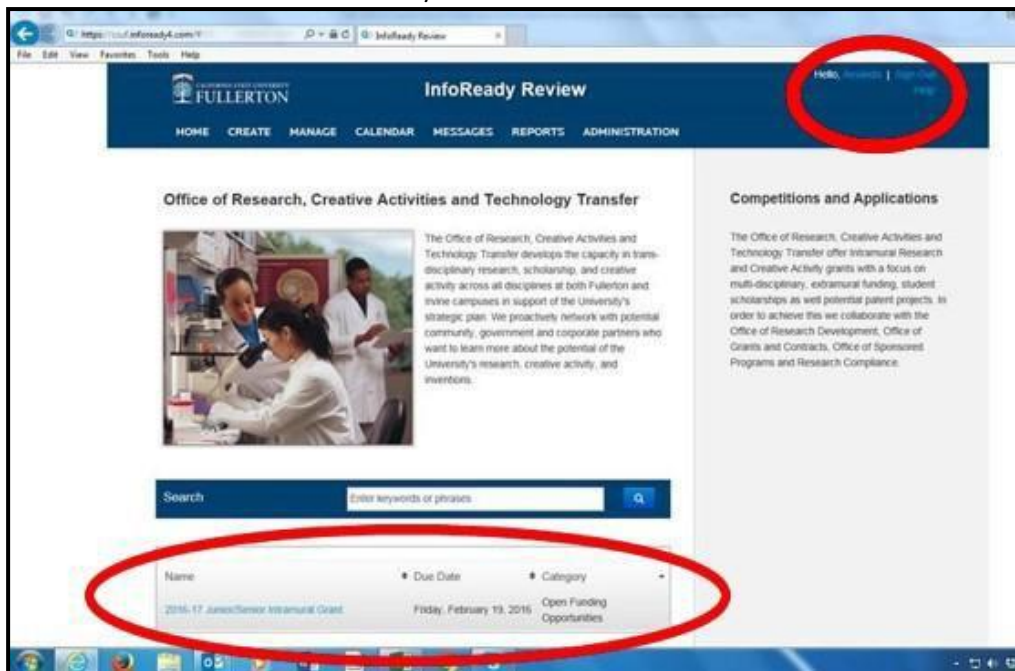 InfoReady Review
File Edit View Favorites Tools Help
CALIFORNIA STATE UNIVERSITY
FULLERTON
InfoReady Review
Hello, | Sign Out
Help
HOME CREATE MANAGE CALENDAR MESSAGES REPORTS ADMINISTRATION
Office of Research, Creative Activities and Technology Transfer
The Office of Research, Creative Activities and
Technology Transfer develops the capacity in trans-
disciplinary research, scholarship, and creative
activity across all disciplines at both Fullerton and
Irvine campuses in support of the University's
strategic plan. We proactively network with potential
community, government and corporate partners who
want to learn more about the potential of the
University's research, creative activity, and
inventions.
Competitions and Applications
The Office of Research, Creative Activities and
Technology Transfer offer Intramural Research
and Creative Activity grants with a focus on
multi-disciplinary, extramural funding, student
scholarships as well potential patent projects. In
order to achieve this we collaborate with the
Office of Research Development, Office of
Grants and Contracts, Office of Sponsored
Programs and Research Compliance.
Search
Enter keywords or phrases
Name Due Date Category
2016-17 Junior/Senior Intramural Grant Friday, February 19, 2016 Open Funding
Opportunities